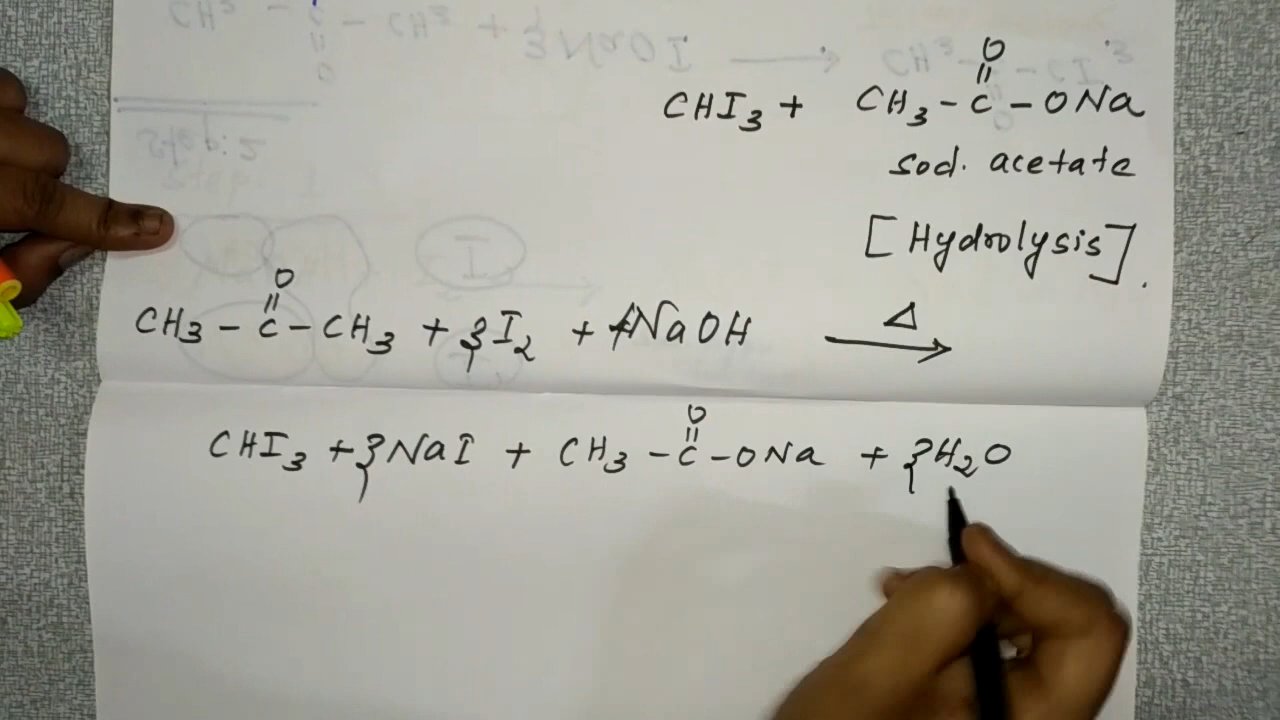 O
||
CHI₃ + CH₃ - C - ONa
sod. acetate
[Hydrolysis].
O
||
CH₃ - C - CH₃ + 3I₂ + 4NaOH Δ →
O
||
CHI₃ + 3NaI + CH₃ - C - ONa + 3H₂O